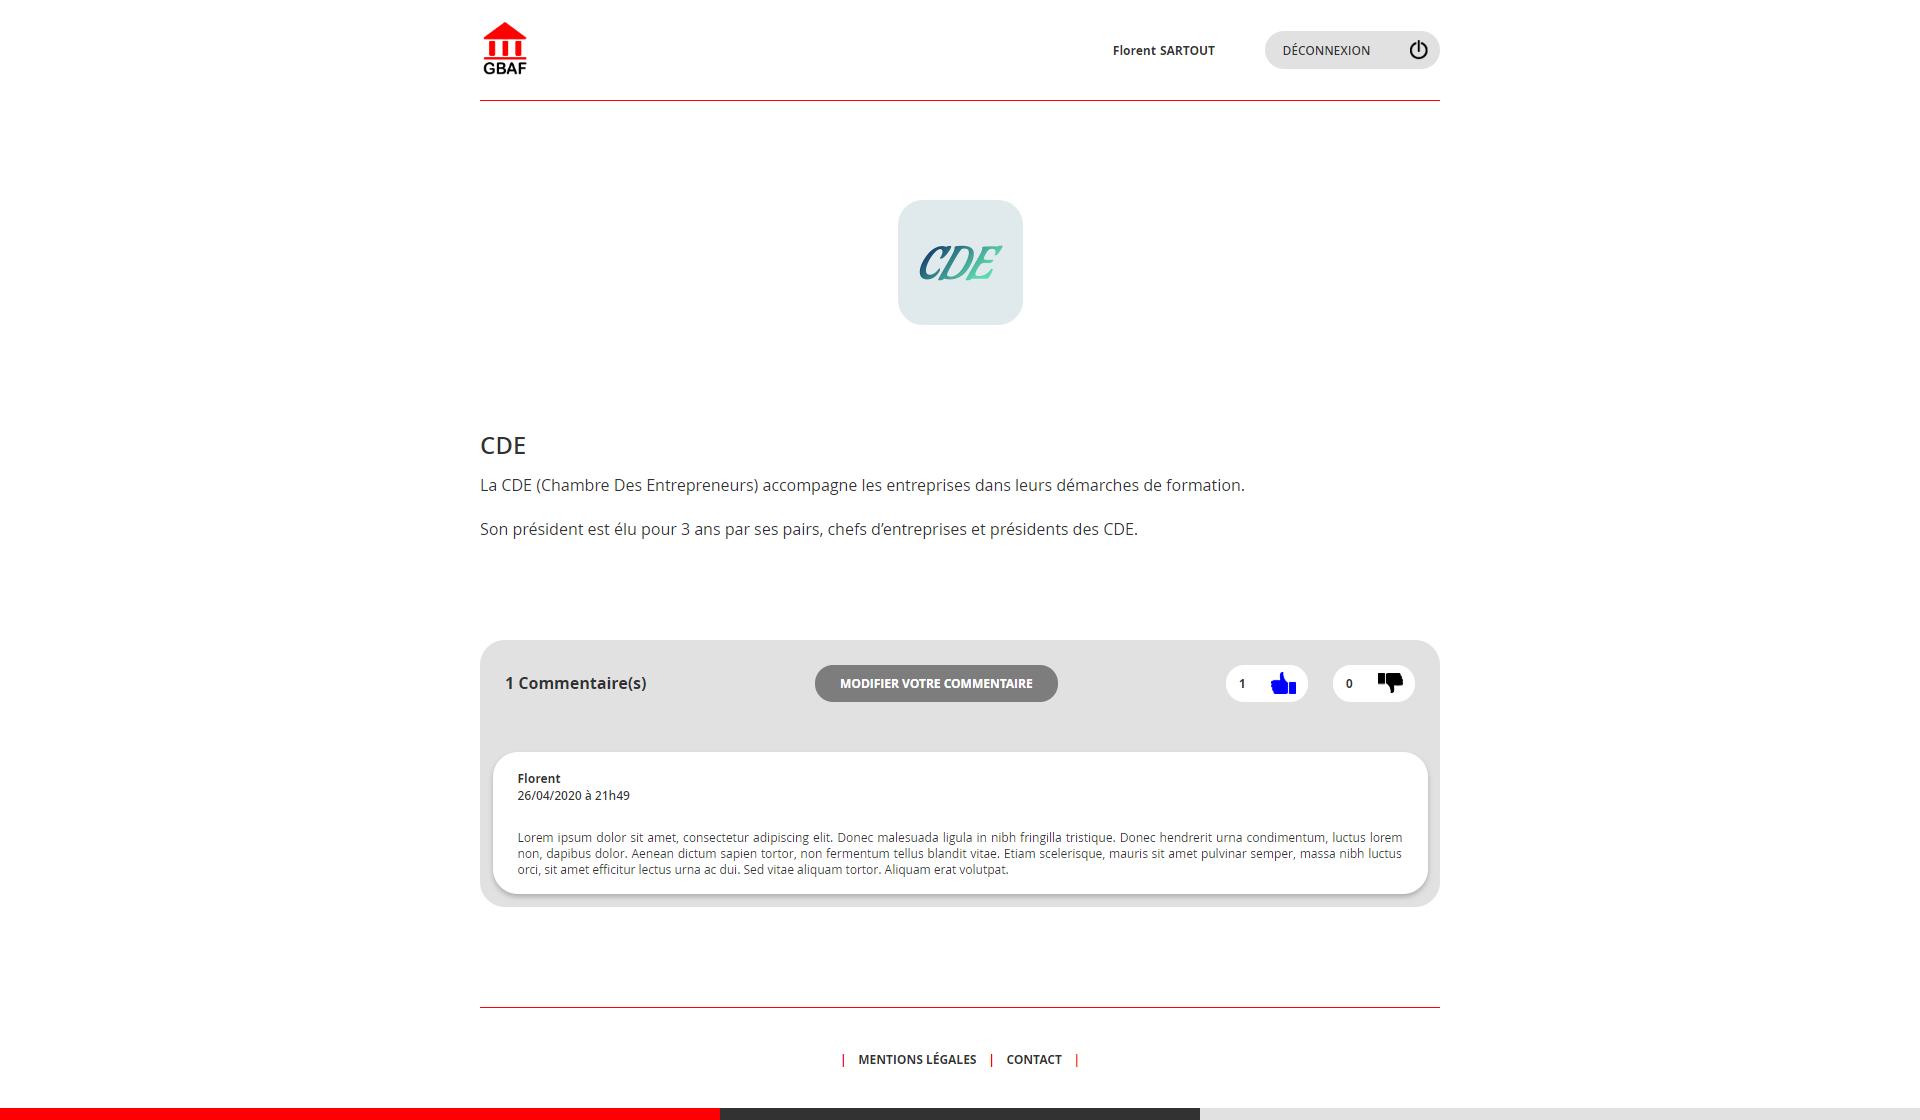 GBAF
Florent SARTOUT
DÉCONNEXION
CDE
CDE
La CDE (Chambre Des Entrepreneurs) accompagne les entreprises dans leurs démarches de formation.
Son président est élu pour 3 ans par ses pairs, chefs d’entreprises et présidents des CDE.
1 Commentaire(s)
MODIFIER VOTRE COMMENTAIRE
1
0
Florent
26/04/2020 à 21h49
Lorem ipsum dolor sit amet, consectetur adipiscing elit. Donec malesuada ligula in nibh fringilla tristique. Donec hendrerit urna condimentum, luctus lorem
non, dapibus dolor. Aenean dictum sapien tortor, non fermentum tellus blandit vitae. Etiam scelerisque, mauris sit amet pulvinar semper, massa nibh luctus
orci, sit amet efficitur lectus urna ac dui. Sed vitae aliquam tortor. Aliquam erat volutpat.
| MENTIONS LÉGALES | CONTACT |